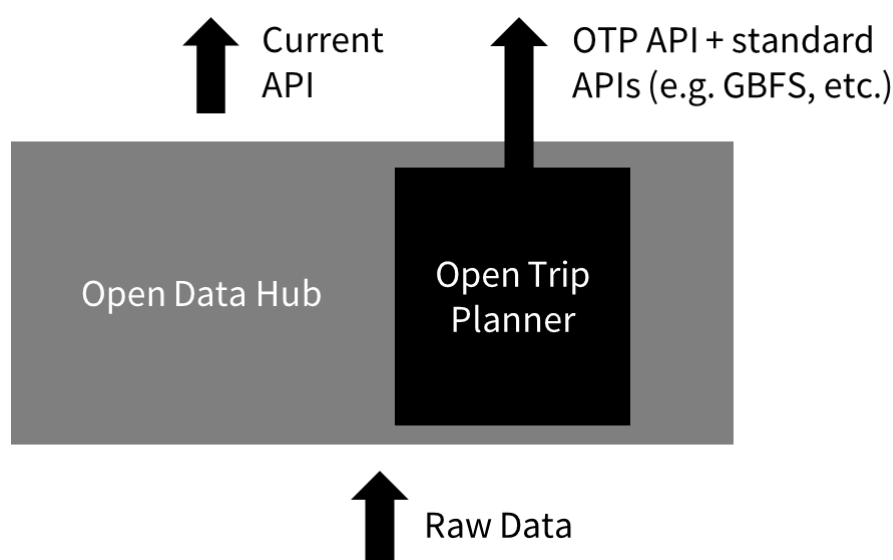 Current
API
OTP API + standard
APIs (e.g. GBFS, etc.)
Open Data Hub
Open Trip
Planner
Raw Data